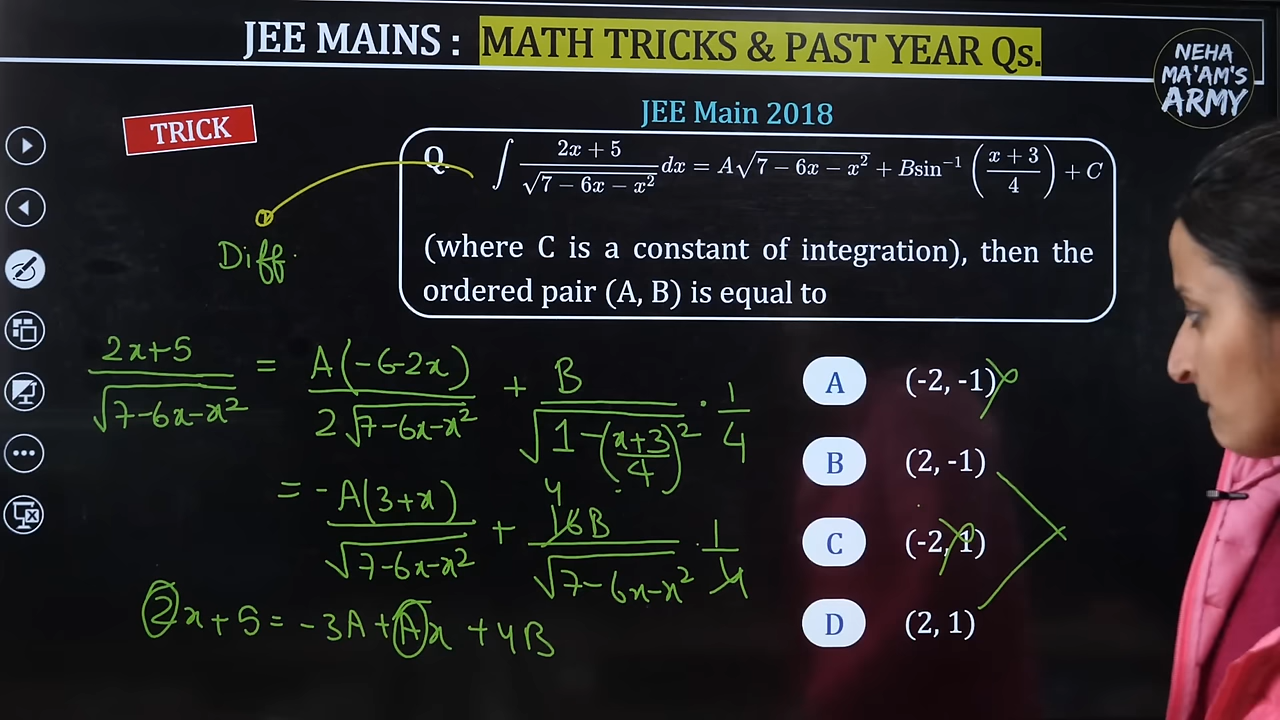 JEE MAINS : MATH TRICKS & PAST YEAR Qs.
NEHA
MA'AM'S
ARMY
TRICK
JEE Main 2018
Q. ∫ (2x + 5)/√(7 − 6x − x²) dx = A√(7 − 6x − x²) + B sin⁻¹ ((x + 3)/4) + C
(where C is a constant of integration), then the
ordered pair (A, B) is equal to
Diff.
(2x+5)/√(7-6x-x²) = A(-6-2x)/(2√(7-6x-x²)) + B/√(1-((x+3)/4)²) · 1/4
= -A(3+x)/√(7-6x-x²) + 16B/√(7-6x-x²) · 1/4
4
2x+5 = -3A+Ax +4B
A (-2, -1)
B (2, -1)
C (-2, 1)
D (2, 1)